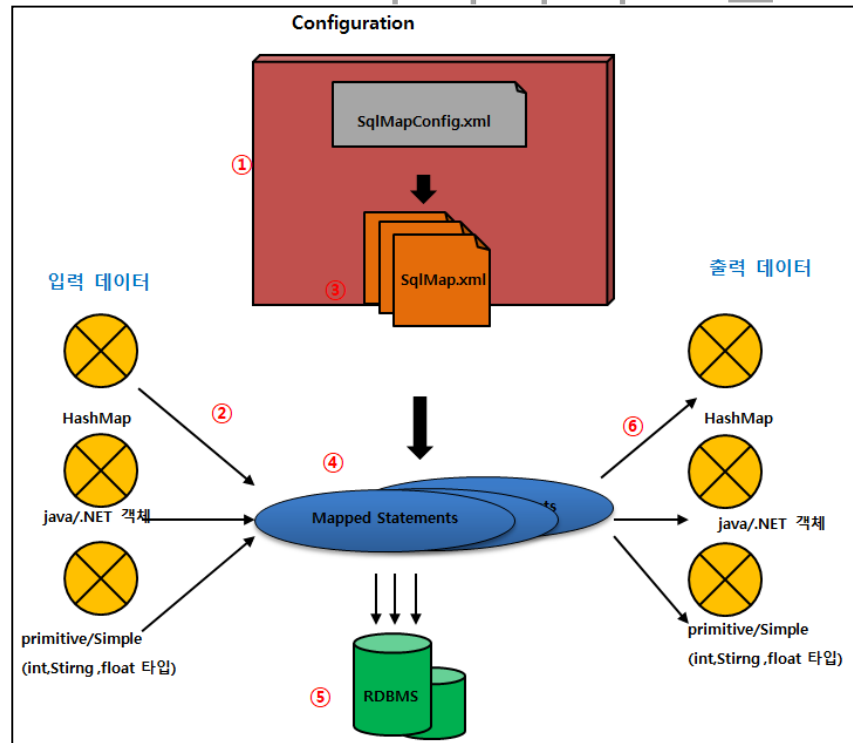 Configuration
SqlMapConfig.xml
①
SqlMap.xml
③
입력 데이터
출력 데이터
HashMap
②
⑥
HashMap
④
java/.NET 객체
Mapped Statements
ts
java/.NET 객체
primitive/Simple
(int,Stirng ,float 타입)
primitive/Simple
(int,Stirng ,float 타입)
⑤
RDBMS